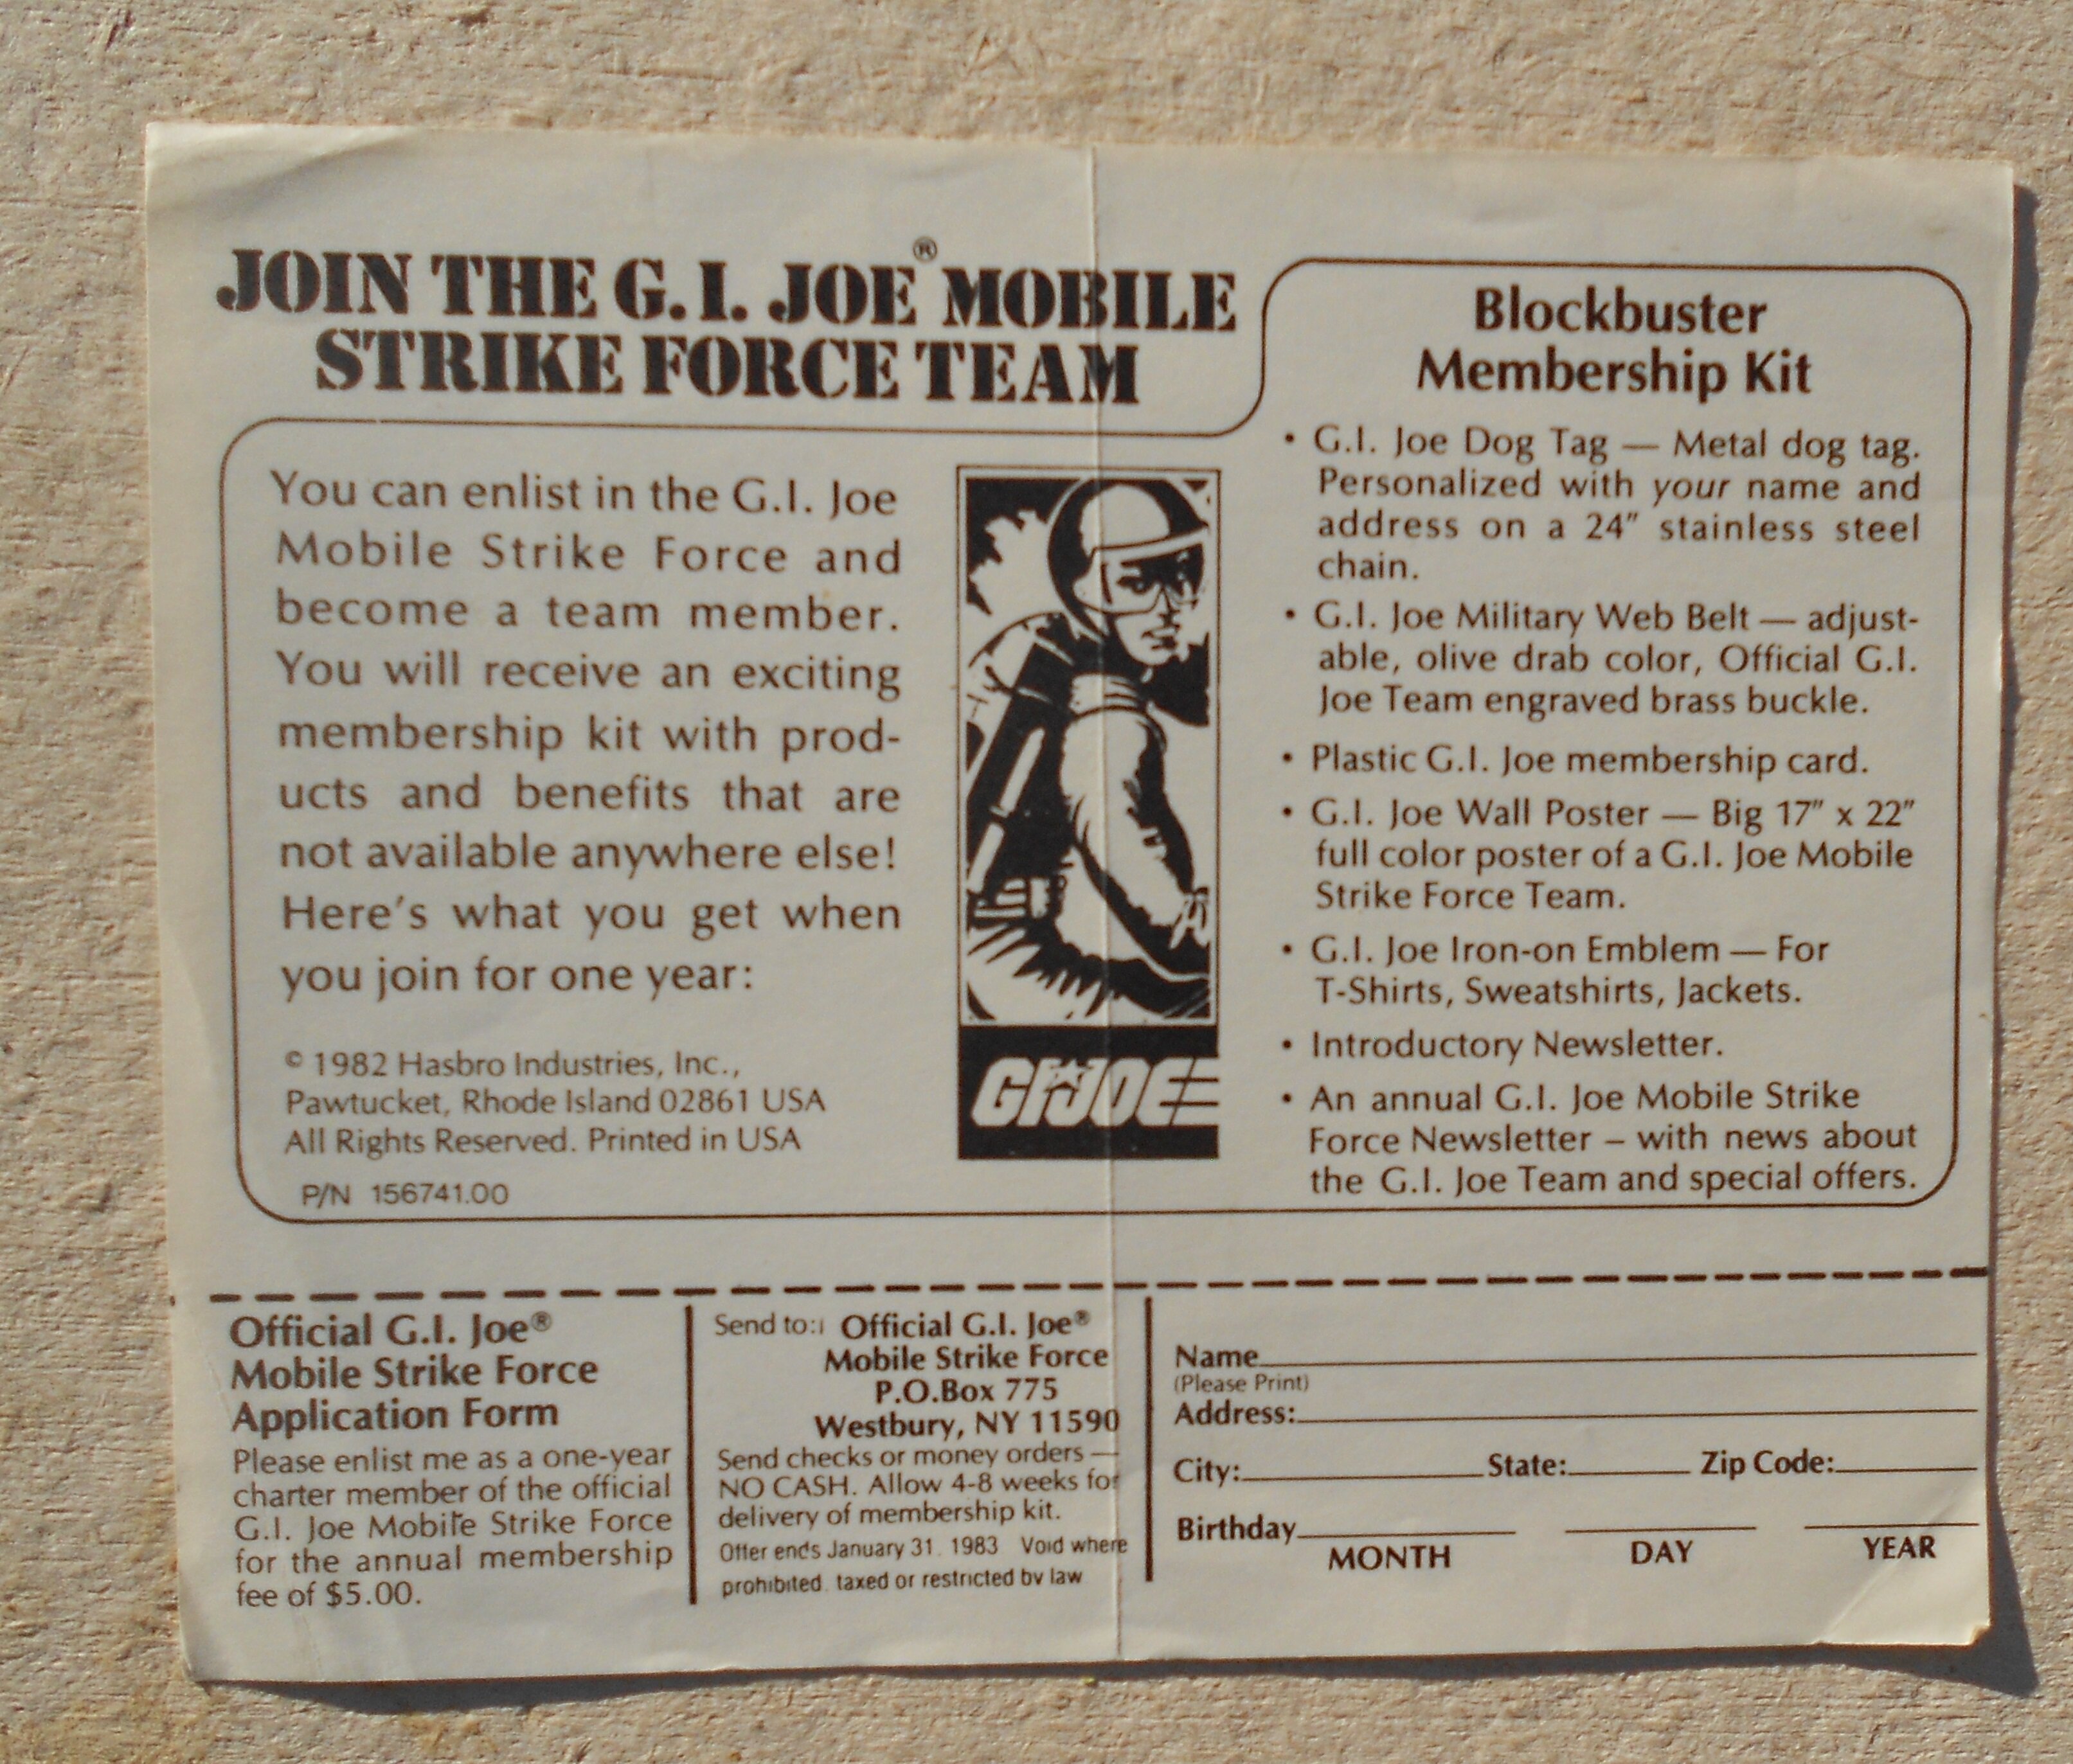 JOIN THE G.I. JOE® MOBILE
STRIKE FORCE TEAM
You can enlist in the G.I. Joe
Mobile Strike Force and
become a team member.
You will receive an exciting
membership kit with prod-
ucts and benefits that are
not available anywhere else!
Here's what you get when
you join for one year:
© 1982 Hasbro Industries, Inc.,
Pawtucket, Rhode Island 02861 USA
All Rights Reserved. Printed in USA
P/N 156741.00
GI JOE
Blockbuster
Membership Kit
• G.I. Joe Dog Tag — Metal dog tag.
Personalized with your name and
address on a 24" stainless steel
chain.
• G.I. Joe Military Web Belt — adjust-
able, olive drab color, Official G.I.
Joe Team engraved brass buckle.
• Plastic G.I. Joe membership card.
• G.I. Joe Wall Poster — Big 17" x 22"
full color poster of a G.I. Joe Mobile
Strike Force Team.
• G.I. Joe Iron-on Emblem — For
T-Shirts, Sweatshirts, Jackets.
• Introductory Newsletter.
• An annual G.I. Joe Mobile Strike
Force Newsletter – with news about
the G.I. Joe Team and special offers.
Official G.I. Joe®
Mobile Strike Force
Application Form
Please enlist me as a one-year
charter member of the official
G.I. Joe Mobile Strike Force
for the annual membership
fee of $5.00.
Send to: Official G.I. Joe®
Mobile Strike Force
P.O.Box 775
Westbury, NY 11590
Send checks or money orders —
NO CASH. Allow 4-8 weeks for
delivery of membership kit.
Offer ends January 31, 1983 Void where
prohibited, taxed or restricted by law
Name
(Please Print)
Address:
City: State: Zip Code:
Birthday
MONTH DAY YEAR